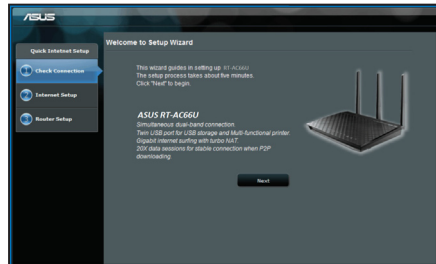 ASUS
Quick Internet Setup
Welcome to Setup Wizard
1 Check Connection
2 Internet Setup
3 Router Setup
This wizard guides in setting up RT-AC66U
The setup process takes about five minutes.
Click "Next" to begin.
ASUS RT-AC66U
Simultaneous dual-band connection.
Twin USB port for USB storage and Multi-functional printer.
Gigabit internet surfing with turbo NAT.
20X data sessions for stable connection when P2P
downloading.
Next